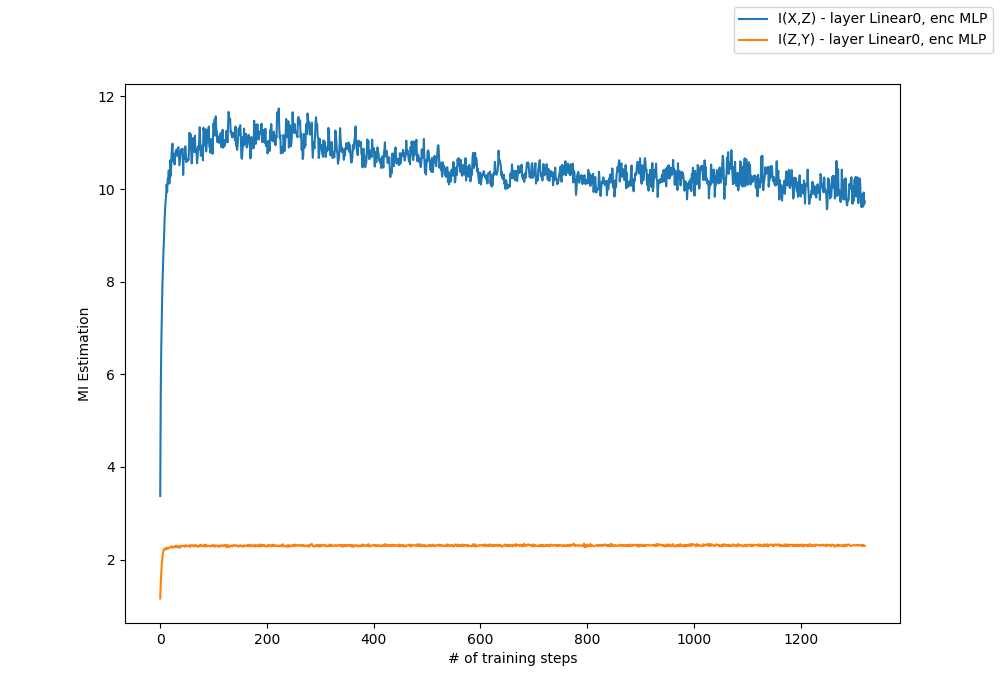 I(X,Z) - layer Linear0, enc MLP
I(Z,Y) - layer Linear0, enc MLP
12
10
8
6
4
2
MI Estimation
0 200 400 600 800 1000 1200
# of training steps